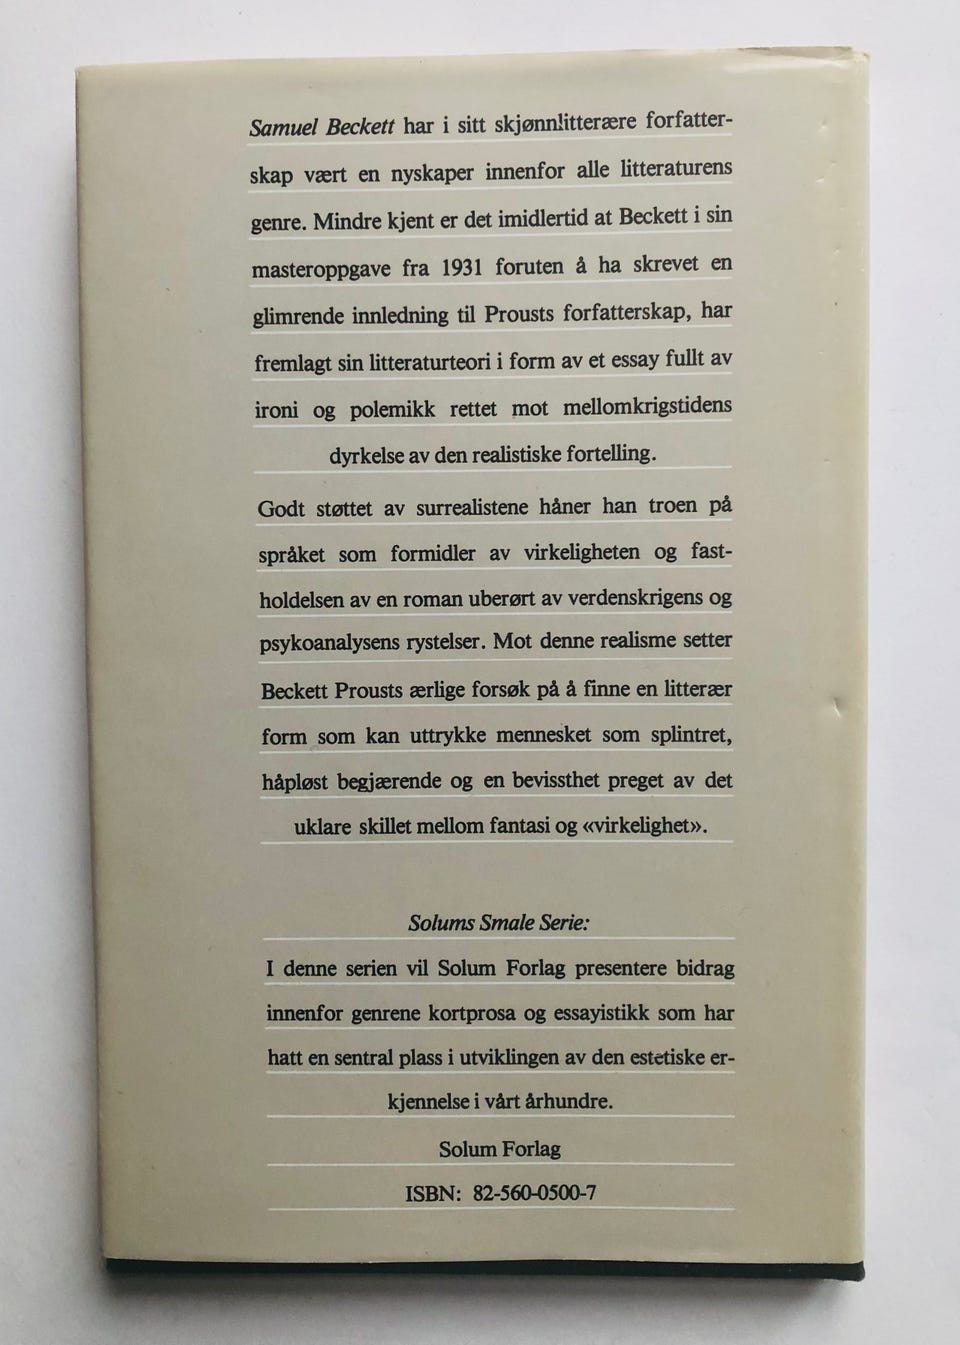 Samuel Beckett har i sitt skjønnlitterære forfatter-
skap vært en nyskaper innenfor alle litteraturens
genre. Mindre kjent er det imidlertid at Beckett i sin
masteroppgave fra 1931 foruten å ha skrevet en
glimrende innledning til Prousts forfatterskap, har
fremlagt sin litteraturteori i form av et essay fullt av
ironi og polemikk rettet mot mellomkrigstidens
dyrkelse av den realistiske fortelling.
Godt støttet av surrealistene håner han troen på
språket som formidler av virkeligheten og fast-
holdelsen av en roman uberørt av verdenskrigens og
psykoanalysens rystelser. Mot denne realisme setter
Beckett Prousts ærlige forsøk på å finne en litterær
form som kan uttrykke mennesket som splintret,
håpløst begjærende og en bevissthet preget av det
uklare skillet mellom fantasi og «virkelighet».
Solums Smale Serie:
I denne serien vil Solum Forlag presentere bidrag
innenfor genrene kortprosa og essayistikk som har
hatt en sentral plass i utviklingen av den estetiske er-
kjennelse i vårt århundre.
Solum Forlag
ISBN: 82-560-0500-7